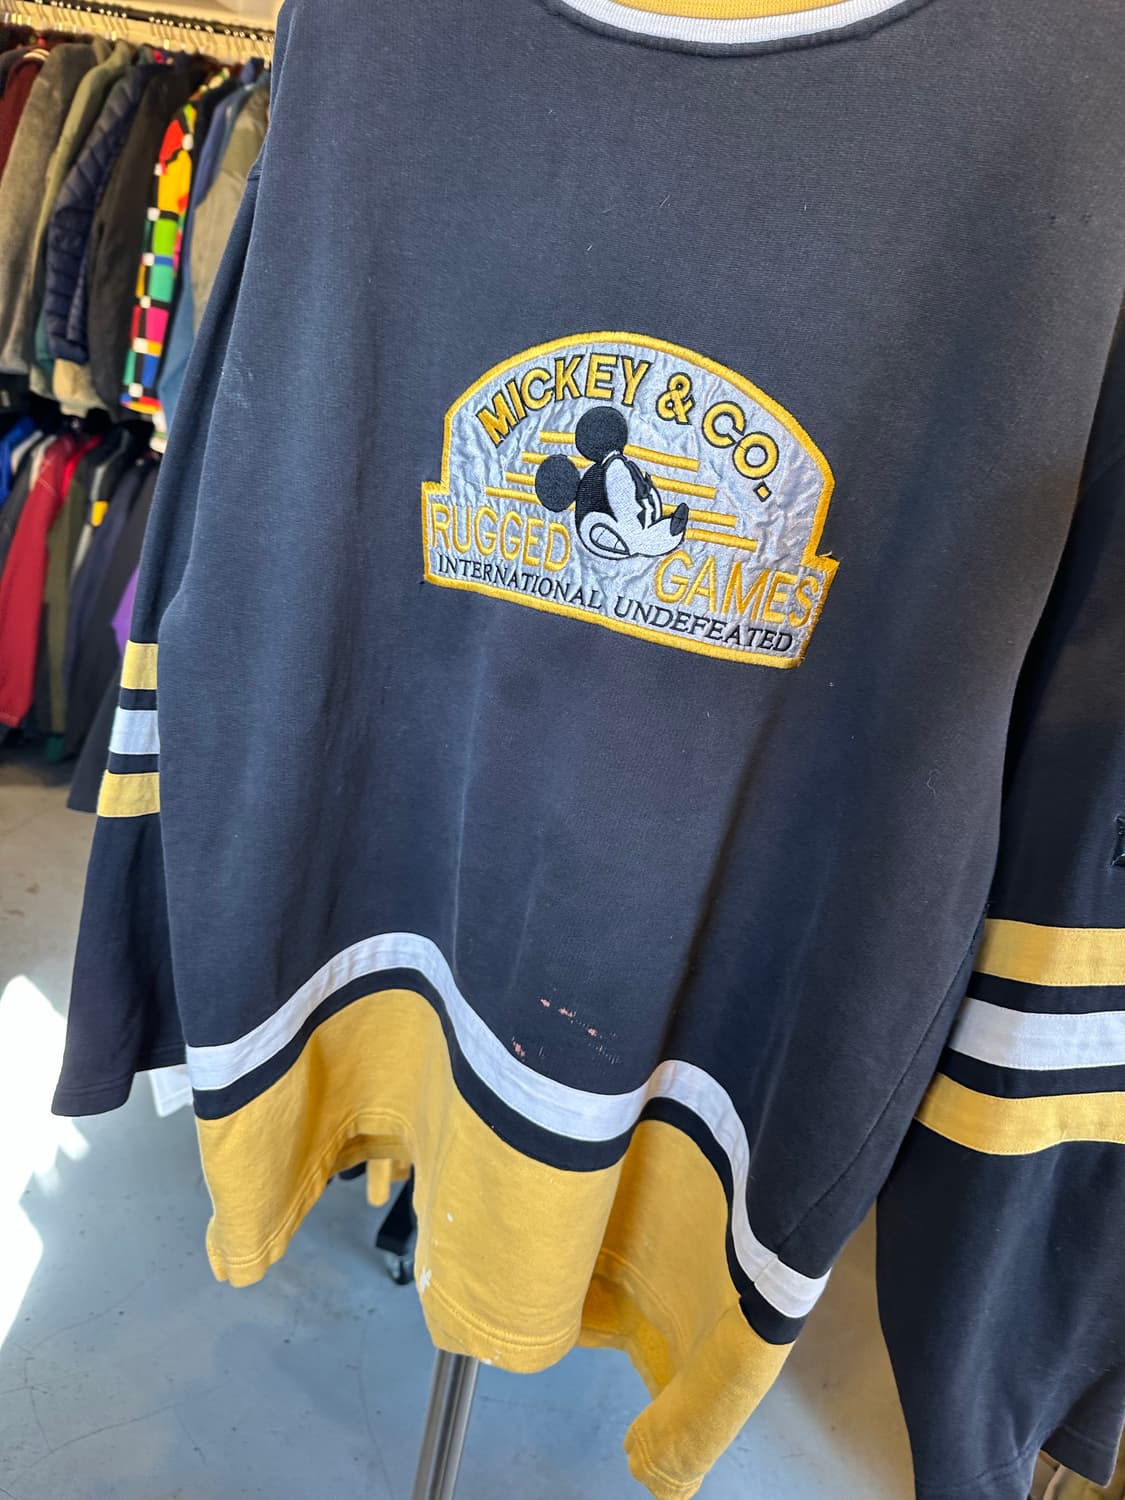 MICKEY & CO.
RUGGED GAMES
INTERNATIONAL UNDEFEATED